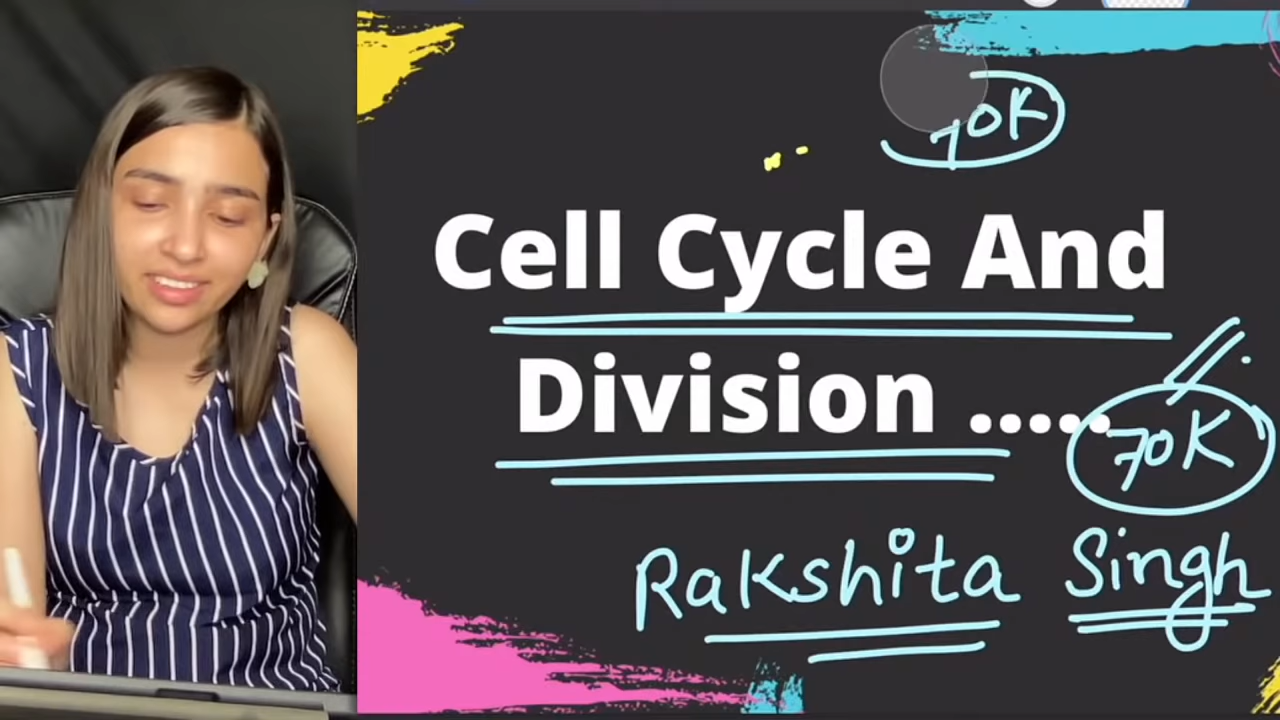 70K
Cell Cycle And
Division .....
70K
Rakshita Singh